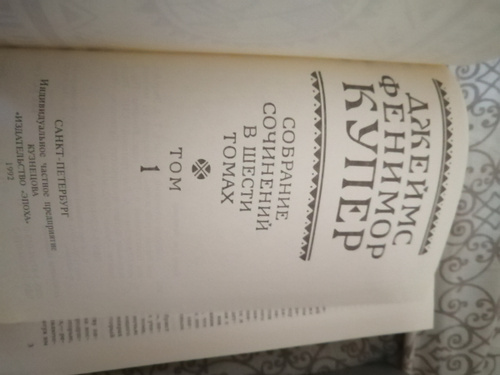 ДЖЕЙМС
ФЕНИМОР
КУПЕР
СОБРАНИЕ
СОЧИНЕНИЙ
В ШЕСТИ
ТОМАХ
ТОМ
1
САНКТ-ПЕТЕРБУРГ
Индивидуальное частное предприятие
КУЗНЕЦОВА
«ИЗДАТЕЛЬСТВО «ЭПОХА»
1992